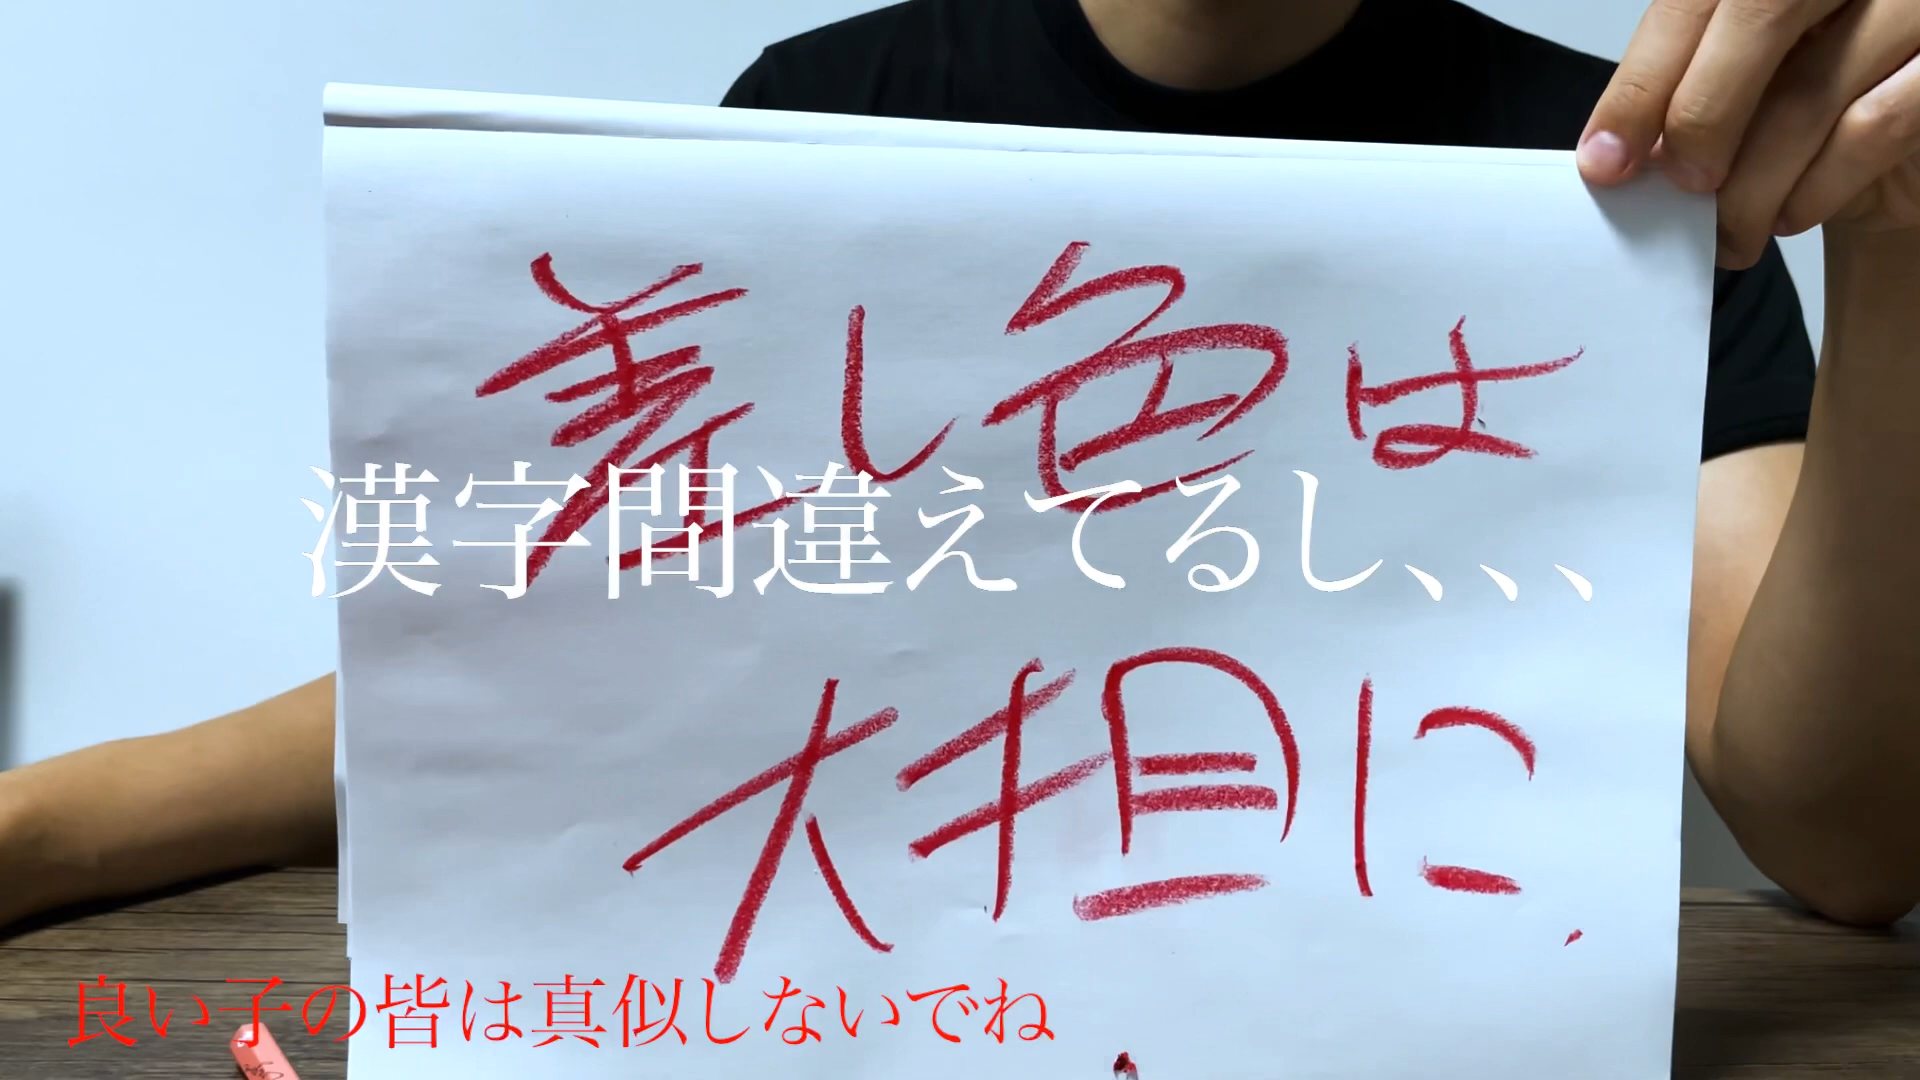 差し色は
漢字間違えてるし、、、
大担に
良い子の皆は真似しないでね